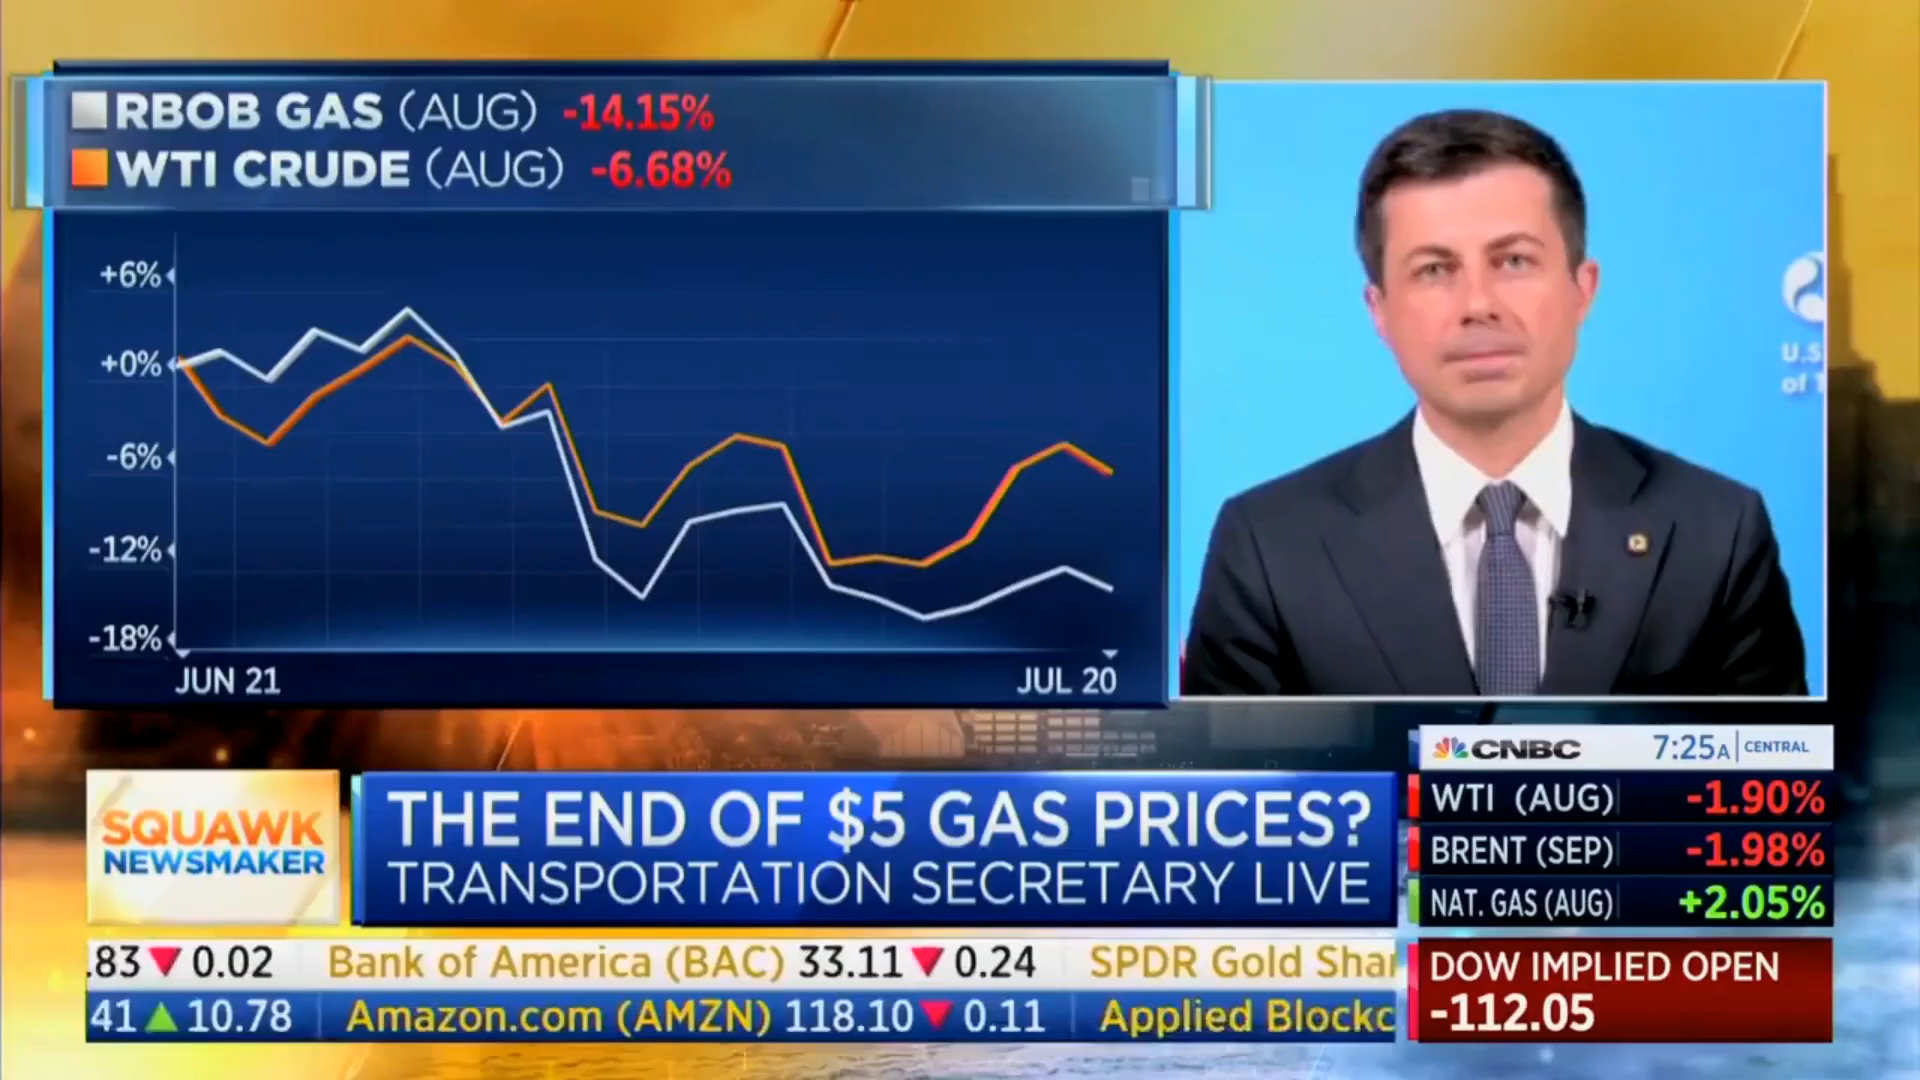 RBOB GAS (AUG) -14.15%
WTI CRUDE (AUG) -6.68%
+6%
+0%
-6%
-12%
-18%
JUN 21
JUL 20
U.S
of T
CNBC 7:25A CENTRAL
WTI (AUG) -1.90%
BRENT (SEP) -1.98%
NAT. GAS (AUG) +2.05%
DOW IMPLIED OPEN
-112.05
SQUAWK
NEWSMAKER
THE END OF $5 GAS PRICES?
TRANSPORTATION SECRETARY LIVE
.83 ▼ 0.02 Bank of America (BAC) 33.11 ▼ 0.24 SPDR Gold Shar
41 ▲ 10.78 Amazon.com (AMZN) 118.10 ▼ 0.11 Applied Blockc